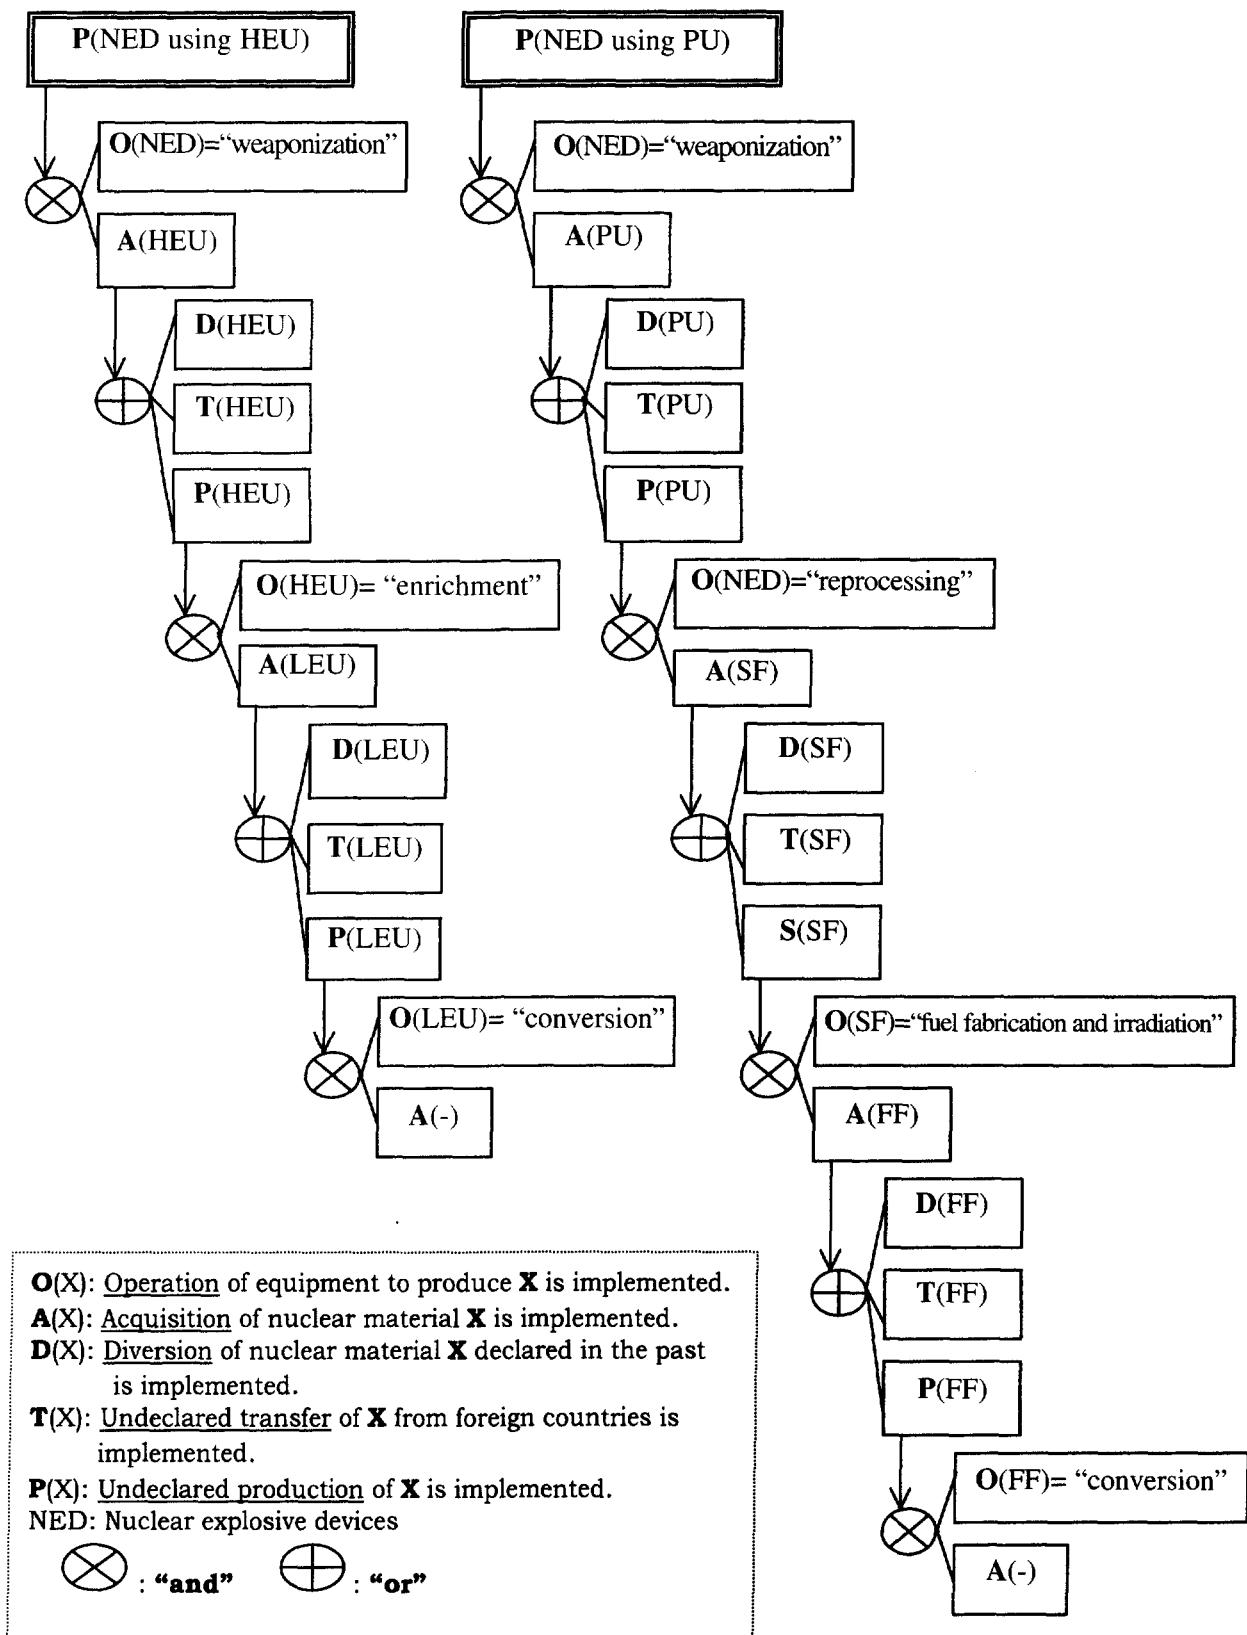 P(NED using HEU)
O(NED)=“weaponization”
A(HEU)
D(HEU)
T(HEU)
P(HEU)
O(HEU)= “enrichment”
A(LEU)
D(LEU)
T(LEU)
P(LEU)
O(LEU)= “conversion”
A(-)
P(NED using PU)
O(NED)=“weaponization”
A(PU)
D(PU)
T(PU)
P(PU)
O(NED)=“reprocessing”
A(SF)
D(SF)
T(SF)
S(SF)
O(SF)=“fuel fabrication and irradiation”
A(FF)
D(FF)
T(FF)
P(FF)
O(FF)= “conversion”
A(-)
O(X): Operation of equipment to produce X is implemented.
A(X): Acquisition of nuclear material X is implemented.
D(X): Diversion of nuclear material X declared in the past
is implemented.
T(X): Undeclared transfer of X from foreign countries is
implemented.
P(X): Undeclared production of X is implemented.
NED: Nuclear explosive devices
: “and” : “or”